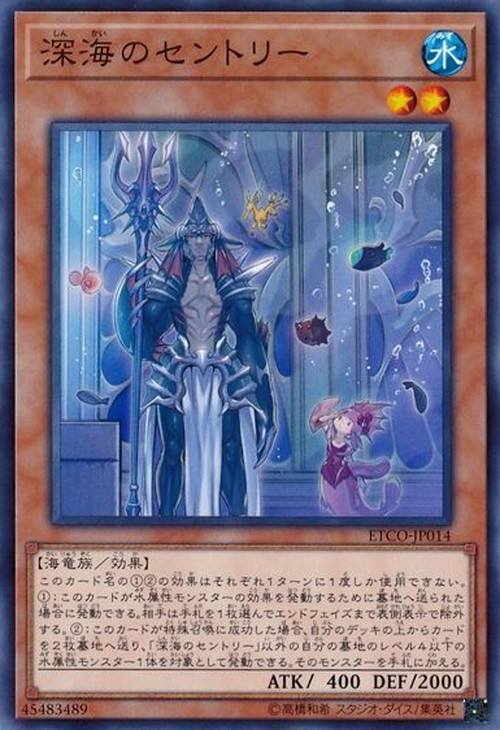 深海のセントリー
水
ETCO-JP014
【海竜族／効果】
このカード名の①②の効果はそれぞれ1ターンに1度しか使用できない。
①：このカードが水属性モンスターの効果を発動するために墓地へ送られた
場合に発動できる。相手は手札を1枚選んでエンドフェイズまで表側表示で除外
する。②：このカードが特殊召喚に成功した場合、自分のデッキの上からカード
を2枚墓地へ送り、「深海のセントリー」以外の自分の墓地のレベル4以下の
水属性モンスター1体を対象として発動できる。そのモンスターを手札に加える。
ATK/ 400 DEF/2000
45483489
©高橋和希 スタジオ・ダイス/集英社